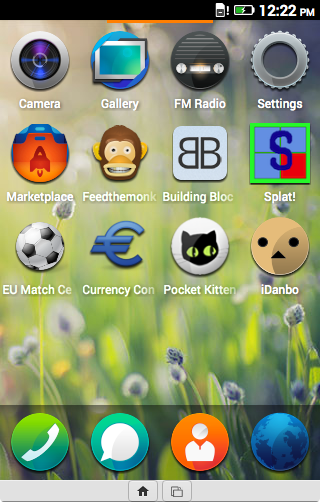 12:22 PM
Camera Gallery FM Radio Settings
A BB S
Marketplace Feedthemonk Building Bloc Splat!
EU Match Ce Currency Con Pocket Kitten iDanbo